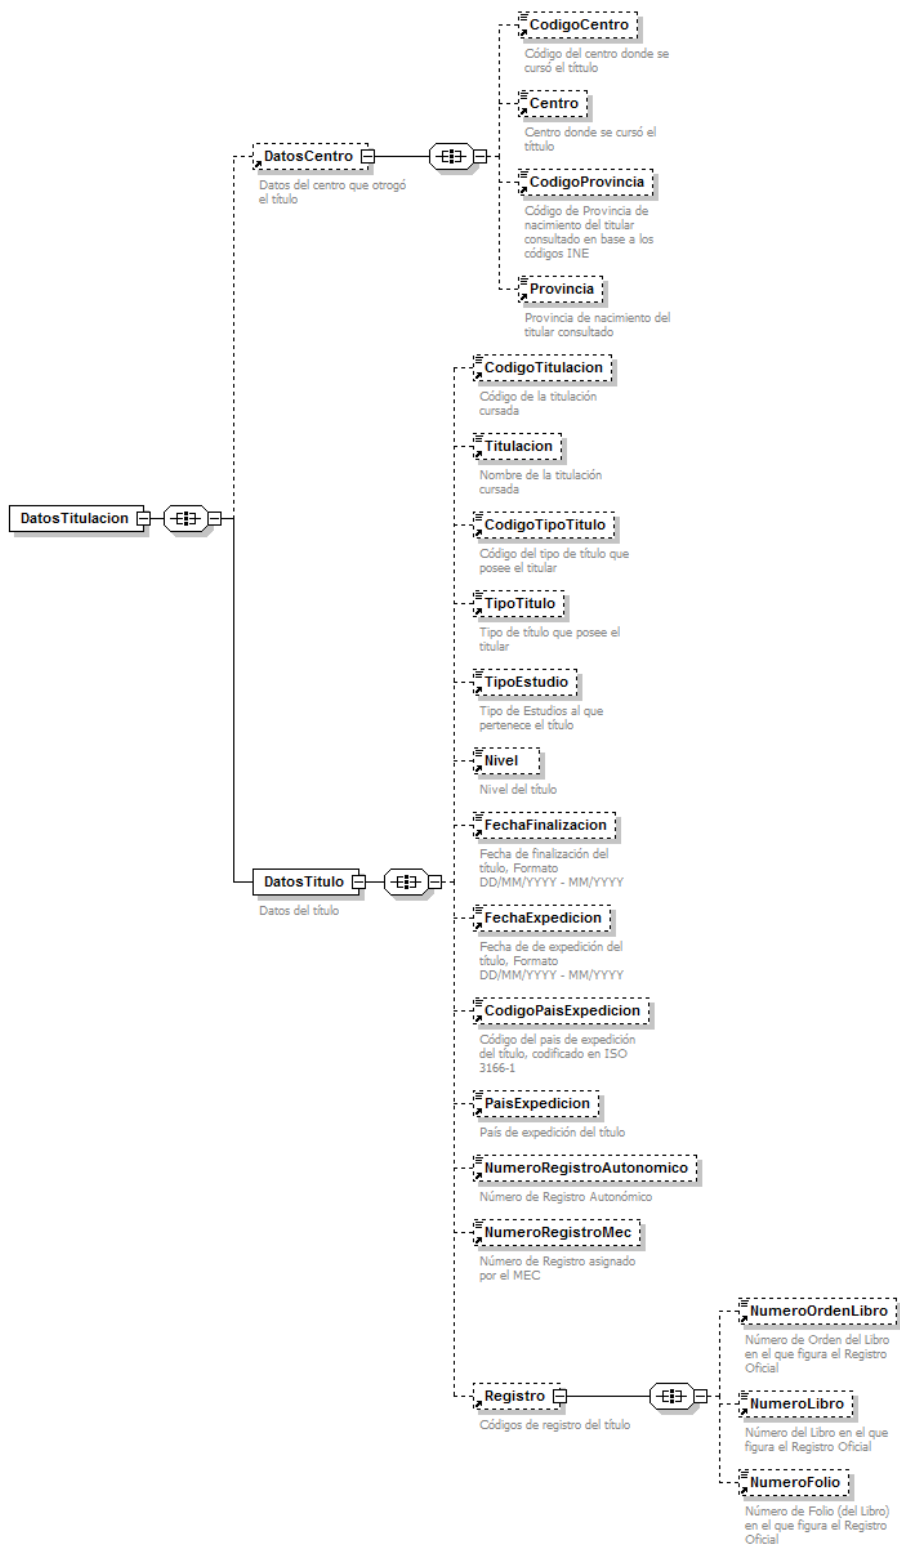 CodigoCentro
Código del centro donde se
cursó el títtulo
Centro
Centro donde se cursó el
títtulo
DatosCentro
Datos del centro que otrogó
el título
CodigoProvincia
Código de Provincia de
nacimiento del titular
consultado en base a los
códigos INE
Provincia
Provincia de nacimiento del
titular consultado
CodigoTitulacion
Código de la titulación
cursada
Titulacion
Nombre de la titulación
cursada
DatosTitulacion
CodigoTipoTitulo
Código del tipo de título que
posee el titular
TipoTitulo
Tipo de título que posee el
titular
TipoEstudio
Tipo de Estudios al que
pertenece el título
Nivel
Nivel del título
FechaFinalizacion
Fecha de finalización del
título, Formato
DD/MM/YYYY - MM/YYYY
DatosTitulo
Datos del título
FechaExpedicion
Fecha de de expedición del
título, Formato
DD/MM/YYYY - MM/YYYY
CodigoPaisExpedicion
Código del pais de expedición
del título, codificado en ISO
3166-1
PaisExpedicion
País de expedición del título
NumeroRegistroAutonomico
Número de Registro Autonómico
NumeroRegistroMec
Número de Registro asignado
por el MEC
NumeroOrdenLibro
Número de Orden del Libro
en el que figura el Registro
Oficial
Registro
Códigos de registro del título
NumeroLibro
Número del Libro en el que
figura el Registro Oficial
NumeroFolio
Número de Folio (del Libro)
en el que figura el Registro
Oficial